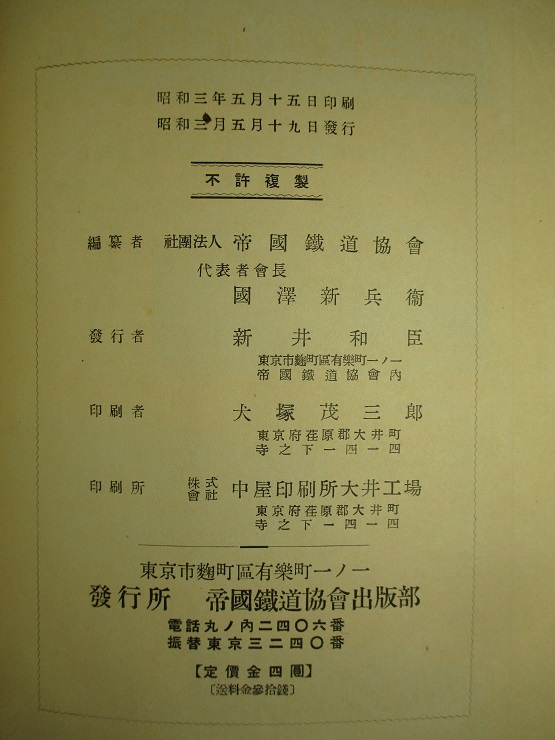 昭和三年五月十五日印刷
昭和三月五月十九日發行
不許複製
編纂者 社團法人 帝國鐵道協會
代表者會長
國澤新兵衞
發行者 新井和臣
東京市麴町區有樂町一ノ一
帝國鐵道協會內
印刷者 犬塚茂三郎
東京府荏原郡大井町
寺之下一四一四
印刷所 株式會社 中屋印刷所大井工場
東京府荏原郡大井町
寺之下一四一四
東京市麴町區有樂町一ノ一
發行所 帝國鐵道協會出版部
電話丸ノ內二四〇六番
振替東京三二四〇番
【定價金四圓】
〔送料金參拾錢〕